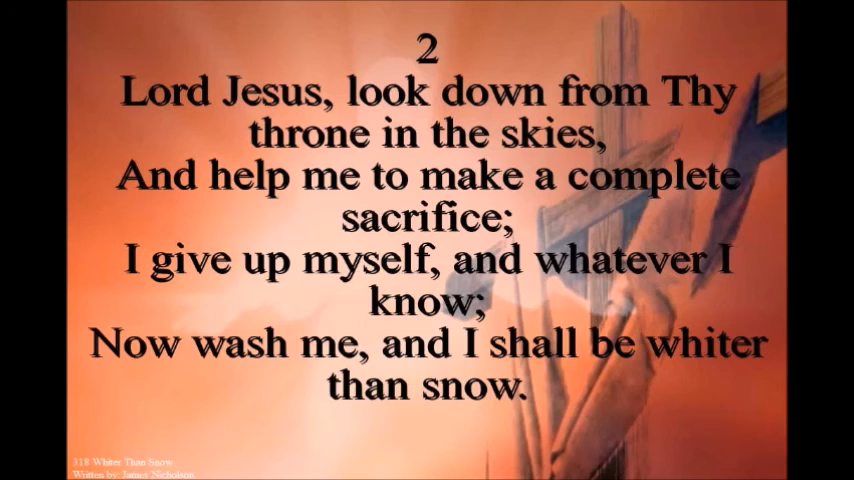 2
Lord Jesus, look down from Thy
throne in the skies,
And help me to make a complete
sacrifice;
I give up myself, and whatever I
know;
Now wash me, and I shall be whiter
than snow.
318 Whiter Than Snow
Written by: James Nicholson